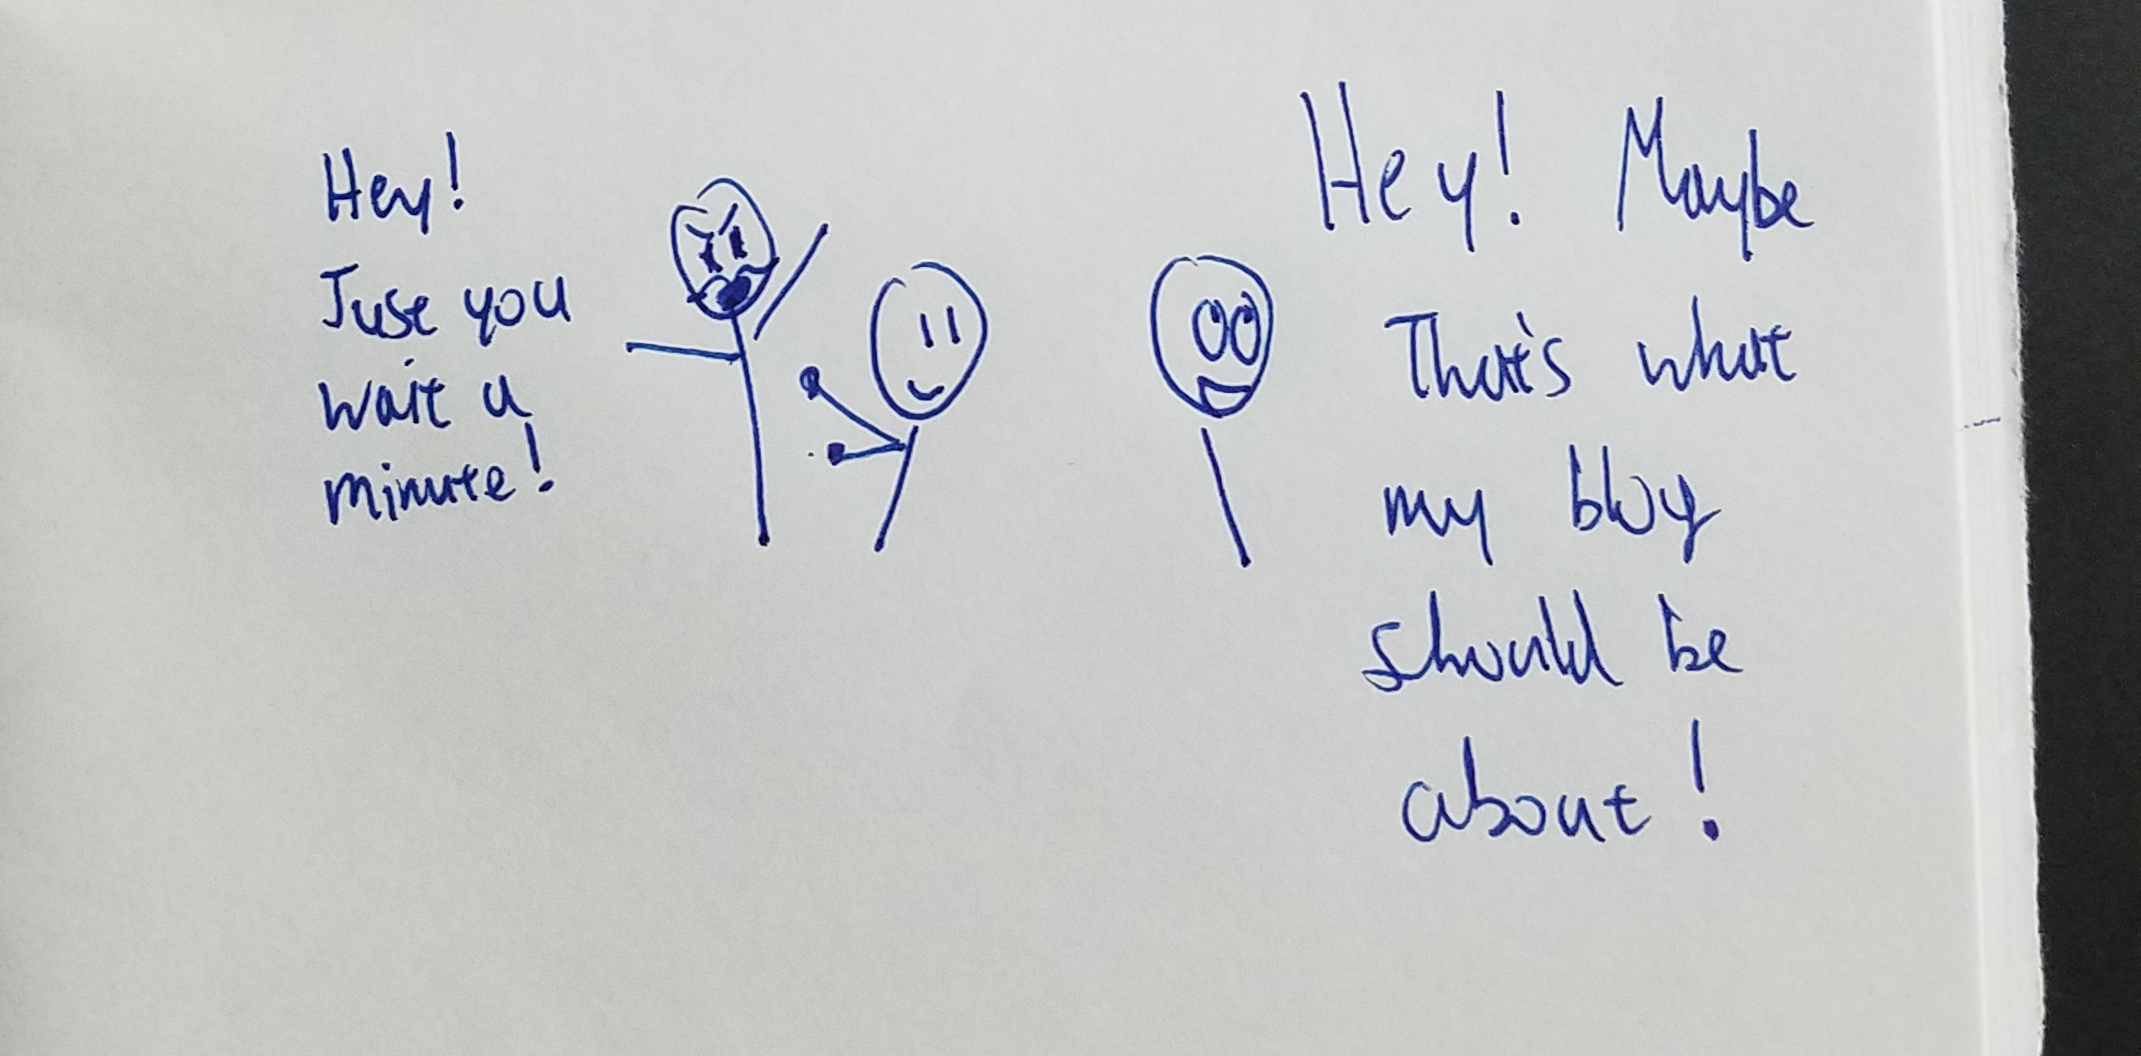 Hey!
Just you
wait a
minute!
Hey! Maybe
That's what
my blog
should be
about!